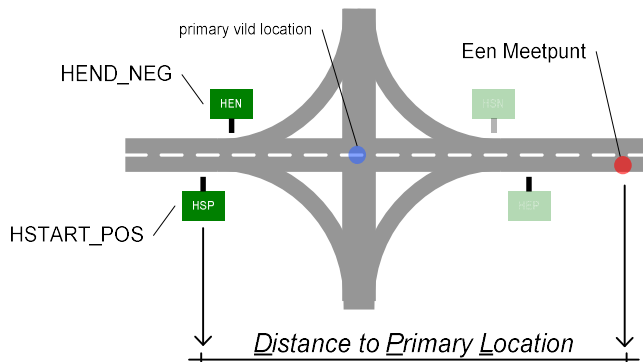 primary vild location
Een Meetpunt
HEND_NEG
HEN
HSN
HSP
HEP
HSTART_POS
Distance to Primary Location